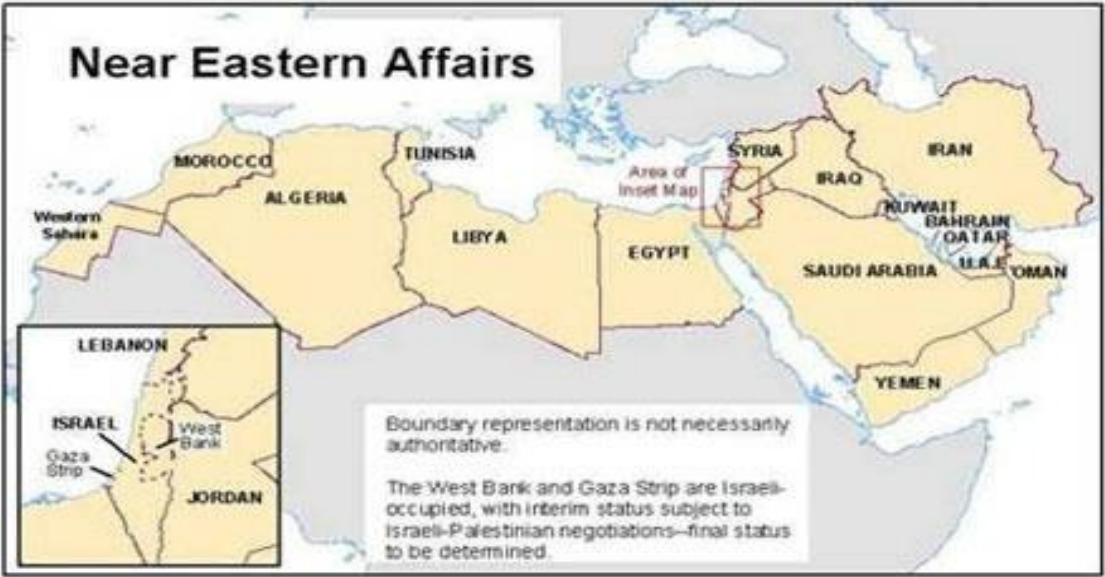 Near Eastern Affairs
MOROCCO
TUNISIA
ALGERIA
Western
Sahara
LIBYA
EGYPT
Area of
Inset Map
SYRIA
IRAQ
IRAN
KUWAIT
BAHRAIN
QATAR
U.A.E
OMAN
SAUDI ARABIA
YEMEN
LEBANON
ISRAEL
West
Bank
Gaza
Strip
JORDAN
Boundary representation is not necessarily
authoritative.
The West Bank and Gaza Strip are Israeli-
occupied, with interim status subject to
Israeli-Palestinian negotiations--final status
to be determined.